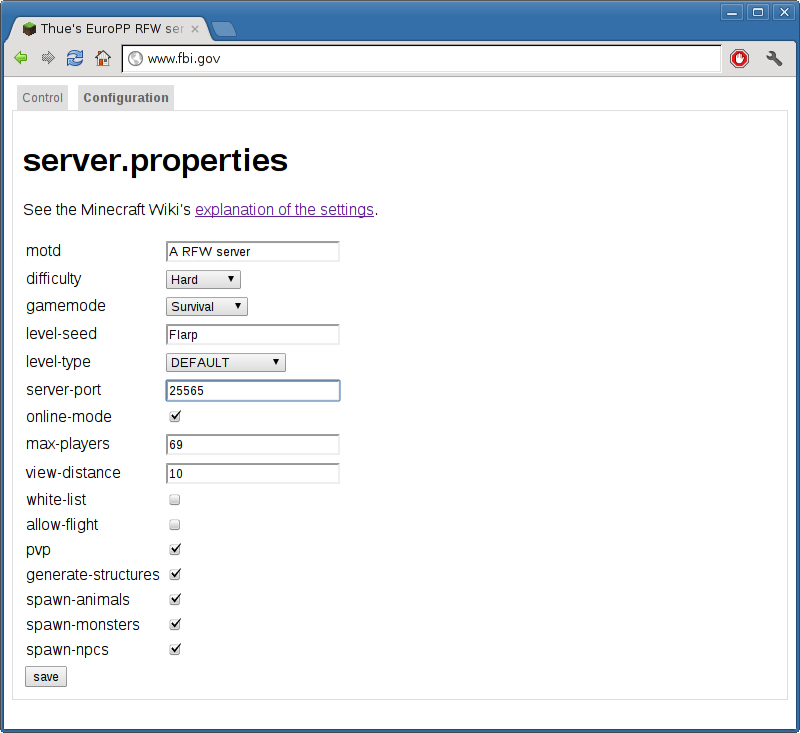 Thue's EuroPP RFW ser
www.fbi.gov
Control Configuration
server.properties
See the Minecraft Wiki's explanation of the settings.
motd A RFW server
difficulty Hard
gamemode Survival
level-seed Flarp
level-type DEFAULT
server-port 25565
online-mode
max-players 69
view-distance 10
white-list
allow-flight
pvp
generate-structures
spawn-animals
spawn-monsters
spawn-npcs
save